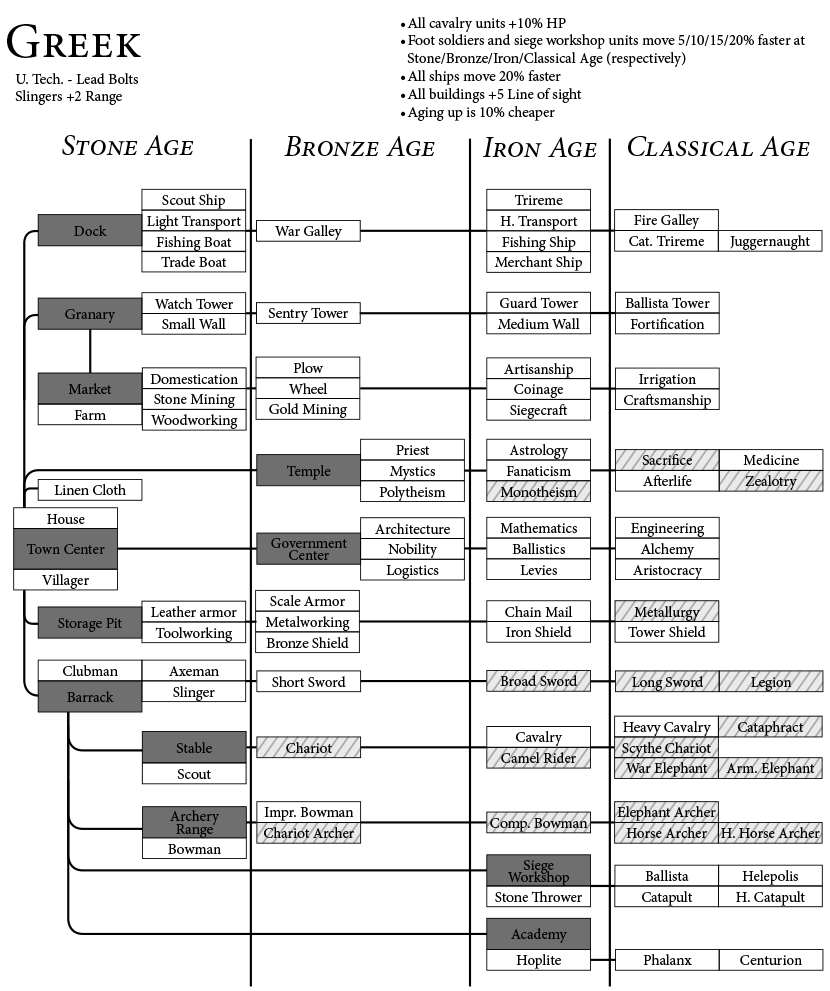 GREEK
U. Tech. - Lead Bolts
Slingers +2 Range
• All cavalry units +10% HP
• Foot soldiers and siege workshop units move 5/10/15/20% faster at
Stone/Bronze/Iron/Classical Age (respectively)
• All ships move 20% faster
• All buildings +5 Line of sight
• Aging up is 10% cheaper
STONE AGE
BRONZE AGE
IRON AGE
CLASSICAL AGE
Dock
Scout Ship
Light Transport
Fishing Boat
Trade Boat
War Galley
Trireme
H. Transport
Fishing Ship
Merchant Ship
Fire Galley
Cat. Trireme
Juggernaught
Granary
Watch Tower
Small Wall
Sentry Tower
Guard Tower
Medium Wall
Ballista Tower
Fortification
Market
Farm
Domestication
Stone Mining
Woodworking
Plow
Wheel
Gold Mining
Artisanship
Coinage
Siegecraft
Irrigation
Craftsmanship
Temple
Priest
Mystics
Polytheism
Astrology
Fanaticism
Monotheism
Sacrifice
Medicine
Afterlife
Zealotry
Linen Cloth
House
Town Center
Villager
Government
Center
Architecture
Nobility
Logistics
Mathematics
Ballistics
Levies
Engineering
Alchemy
Aristocracy
Storage Pit
Leather armor
Toolworking
Scale Armor
Metalworking
Bronze Shield
Chain Mail
Iron Shield
Metallurgy
Tower Shield
Clubman
Barrack
Axeman
Slinger
Short Sword
Broad Sword
Long Sword
Legion
Stable
Scout
Chariot
Cavalry
Camel Rider
Heavy Cavalry
Cataphract
Scythe Chariot
War Elephant
Arm. Elephant
Archery
Range
Bowman
Impr. Bowman
Chariot Archer
Comp. Bowman
Elephant Archer
Horse Archer
H. Horse Archer
Siege
Workshop
Stone Thrower
Ballista
Helepolis
Catapult
H. Catapult
Academy
Hoplite
Phalanx
Centurion